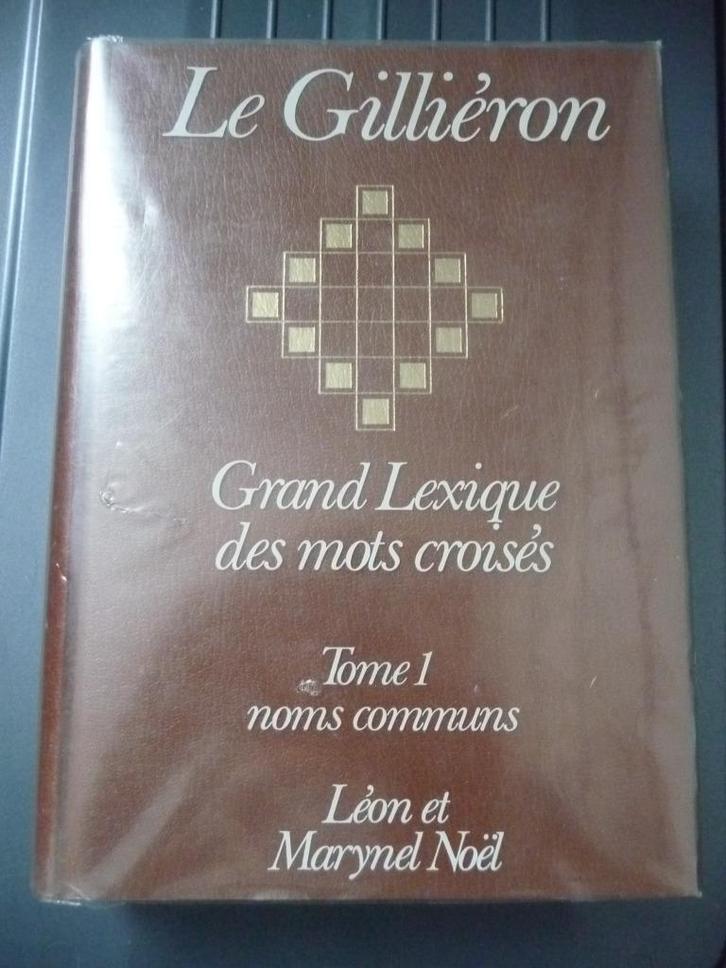 Le Gilliéron
Grand Lexique
des mots croisés
Tome 1
noms communs
Léon et
Marynel Noël